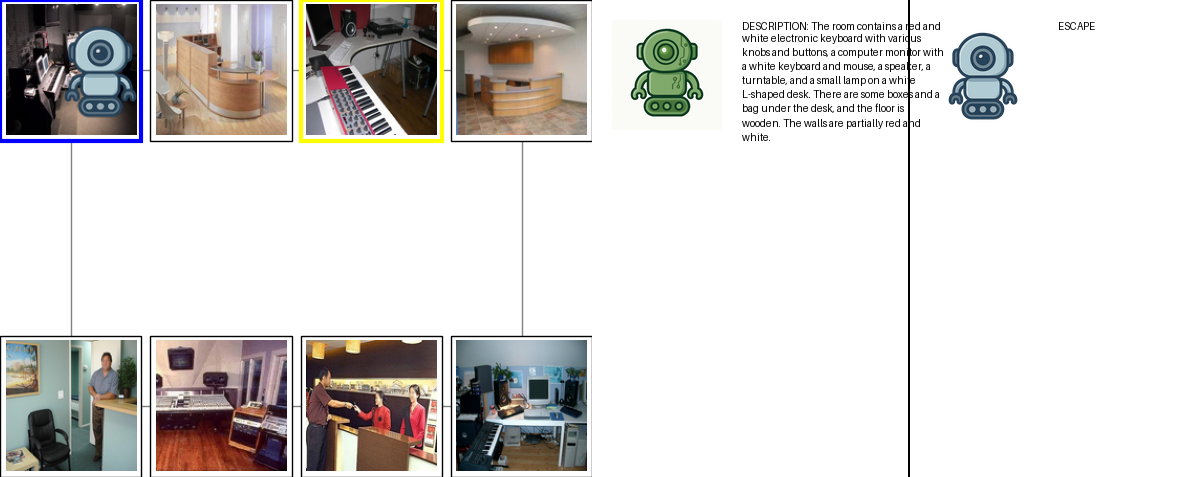 DESCRIPTION: The room contains a red and
white electronic keyboard with various
knobs and buttons, a computer monitor with
a white keyboard and mouse, a speaker, a
turntable, and a small lamp on a white
L-shaped desk. There are some boxes and a
bag under the desk, and the floor is
wooden. The walls are partially red and
white.
ESCAPE